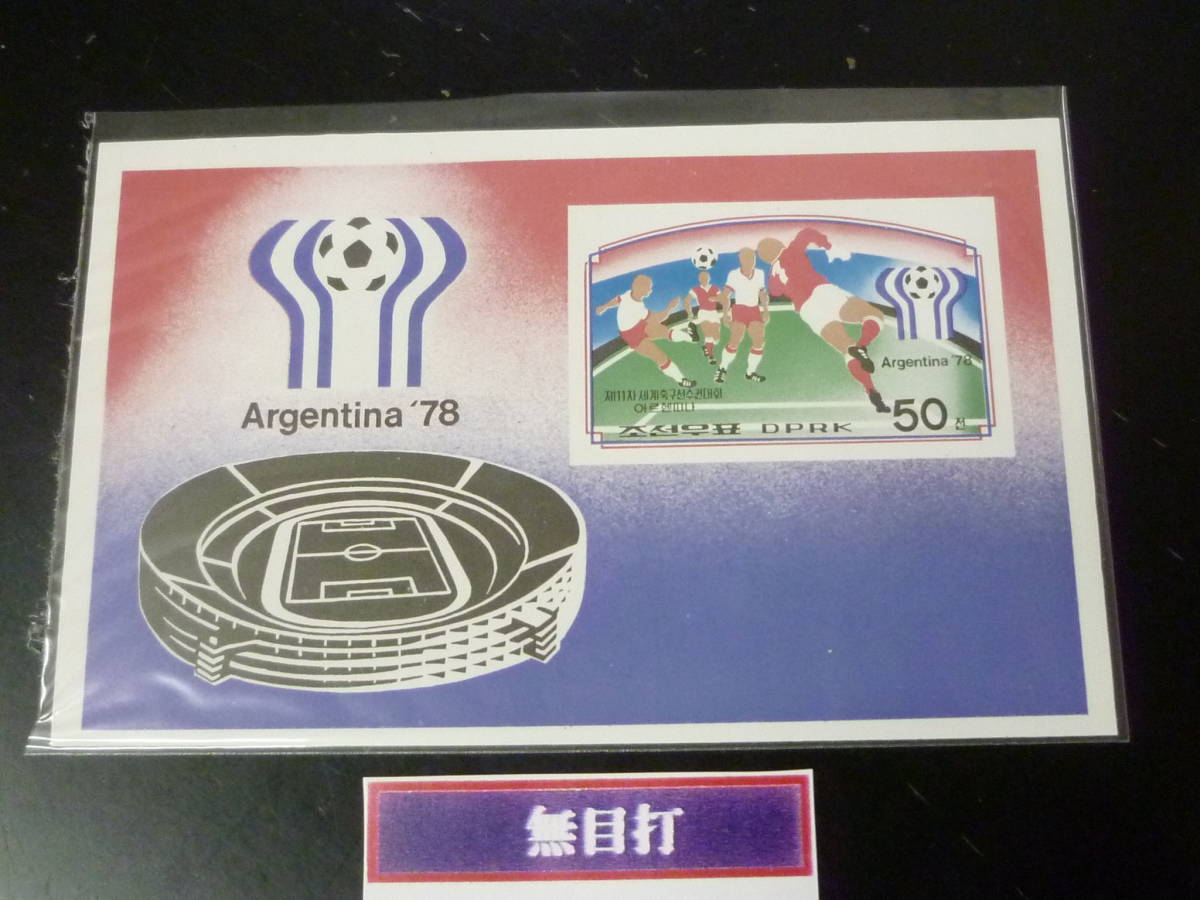 Argentina '78
Argentina '78
제11차 세계축구선수권대회
아르헨띠나
조선우표 DPRK
50 전
無目打